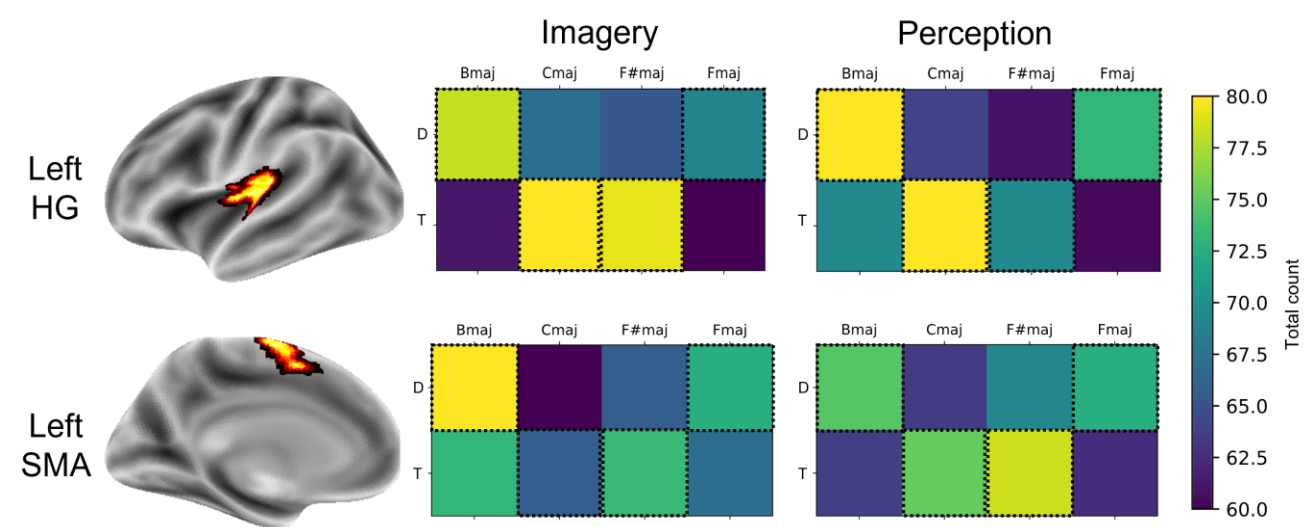 Imagery Perception
Bmaj Cmaj F#maj Fmaj Bmaj Cmaj F#maj Fmaj
80.0
77.5
D D
Left
HG
75.0
72.5
T T
70.0
Total count
67.5
Bmaj Cmaj F#maj Fmaj Bmaj Cmaj F#maj Fmaj
D D
65.0
Left
SMA
62.5
T T
60.0